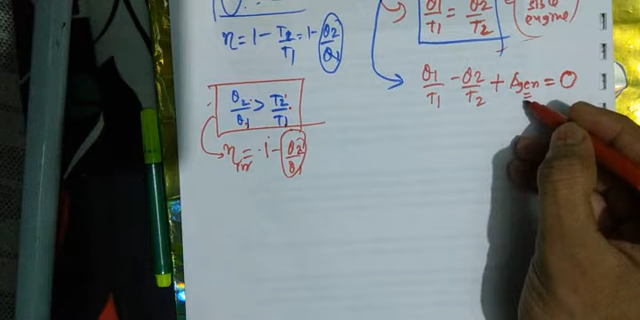 η = 1 - T2/T1 = 1 - Q2/Q1
Q2/Q1 > T2/T1
η = 1 - Q2/Q1
Q1/T1 = Q2/T2
engine)
Q1/T1 - Q2/T2 + Sgen = 0